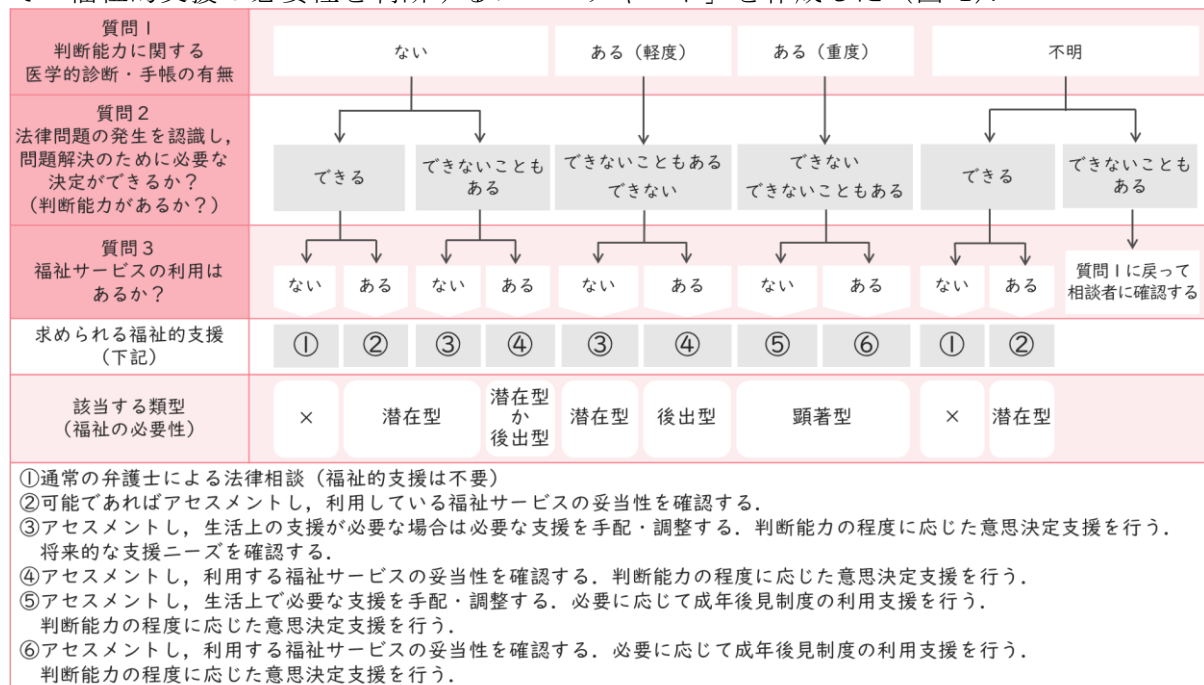 質問1
判断能力に関する
医学的診断・手帳の有無
ない
ある（軽度）
ある（重度）
不明
質問2
法律問題の発生を認識し，
問題解決のために必要な
決定ができるか？
（判断能力があるか？）
できる
できないことも
ある
できないこともある
できない
できない
できないこともある
できる
できないことも
ある
質問3
福祉サービスの利用は
あるか？
ない
ある
ない
ある
ない
ある
ない
ある
ない
ある
質問1に戻って
相談者に確認する
求められる福祉的支援
（下記）
① ② ③ ④ ③ ④ ⑤ ⑥ ① ②
該当する類型
（福祉の必要性）
×
潜在型
潜在型
か
後出型
潜在型
後出型
顕著型
×
潜在型
①通常の弁護士による法律相談（福祉的支援は不要）
②可能であればアセスメントし，利用している福祉サービスの妥当性を確認する．
③アセスメントし，生活上の支援が必要な場合は必要な支援を手配・調整する．判断能力の程度に応じた意思決定支援を行う．
将来的な支援ニーズを確認する．
④アセスメントし，利用する福祉サービスの妥当性を確認する．判断能力の程度に応じた意思決定支援を行う．
⑤アセスメントし，生活上で必要な支援を手配・調整する．必要に応じて成年後見制度の利用支援を行う．
判断能力の程度に応じた意思決定支援を行う．
⑥アセスメントし，利用する福祉サービスの妥当性を確認する．必要に応じて成年後見制度の利用支援を行う．
判断能力の程度に応じた意思決定支援を行う．